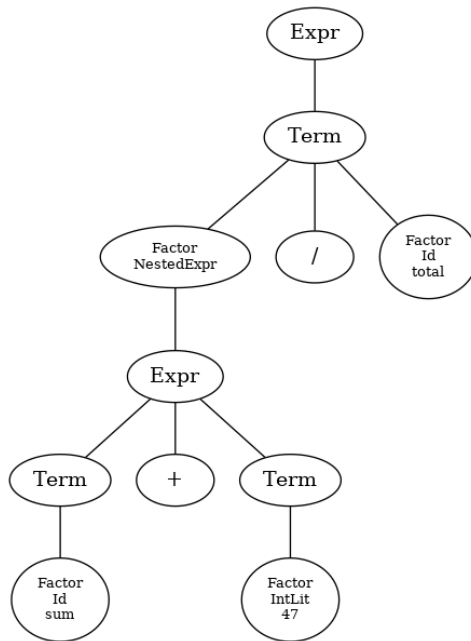 Expr
Term
Factor
NestedExpr
/
Factor
Id
total
Expr
Term
+
Term
Factor
Id
sum
Factor
IntLit
47